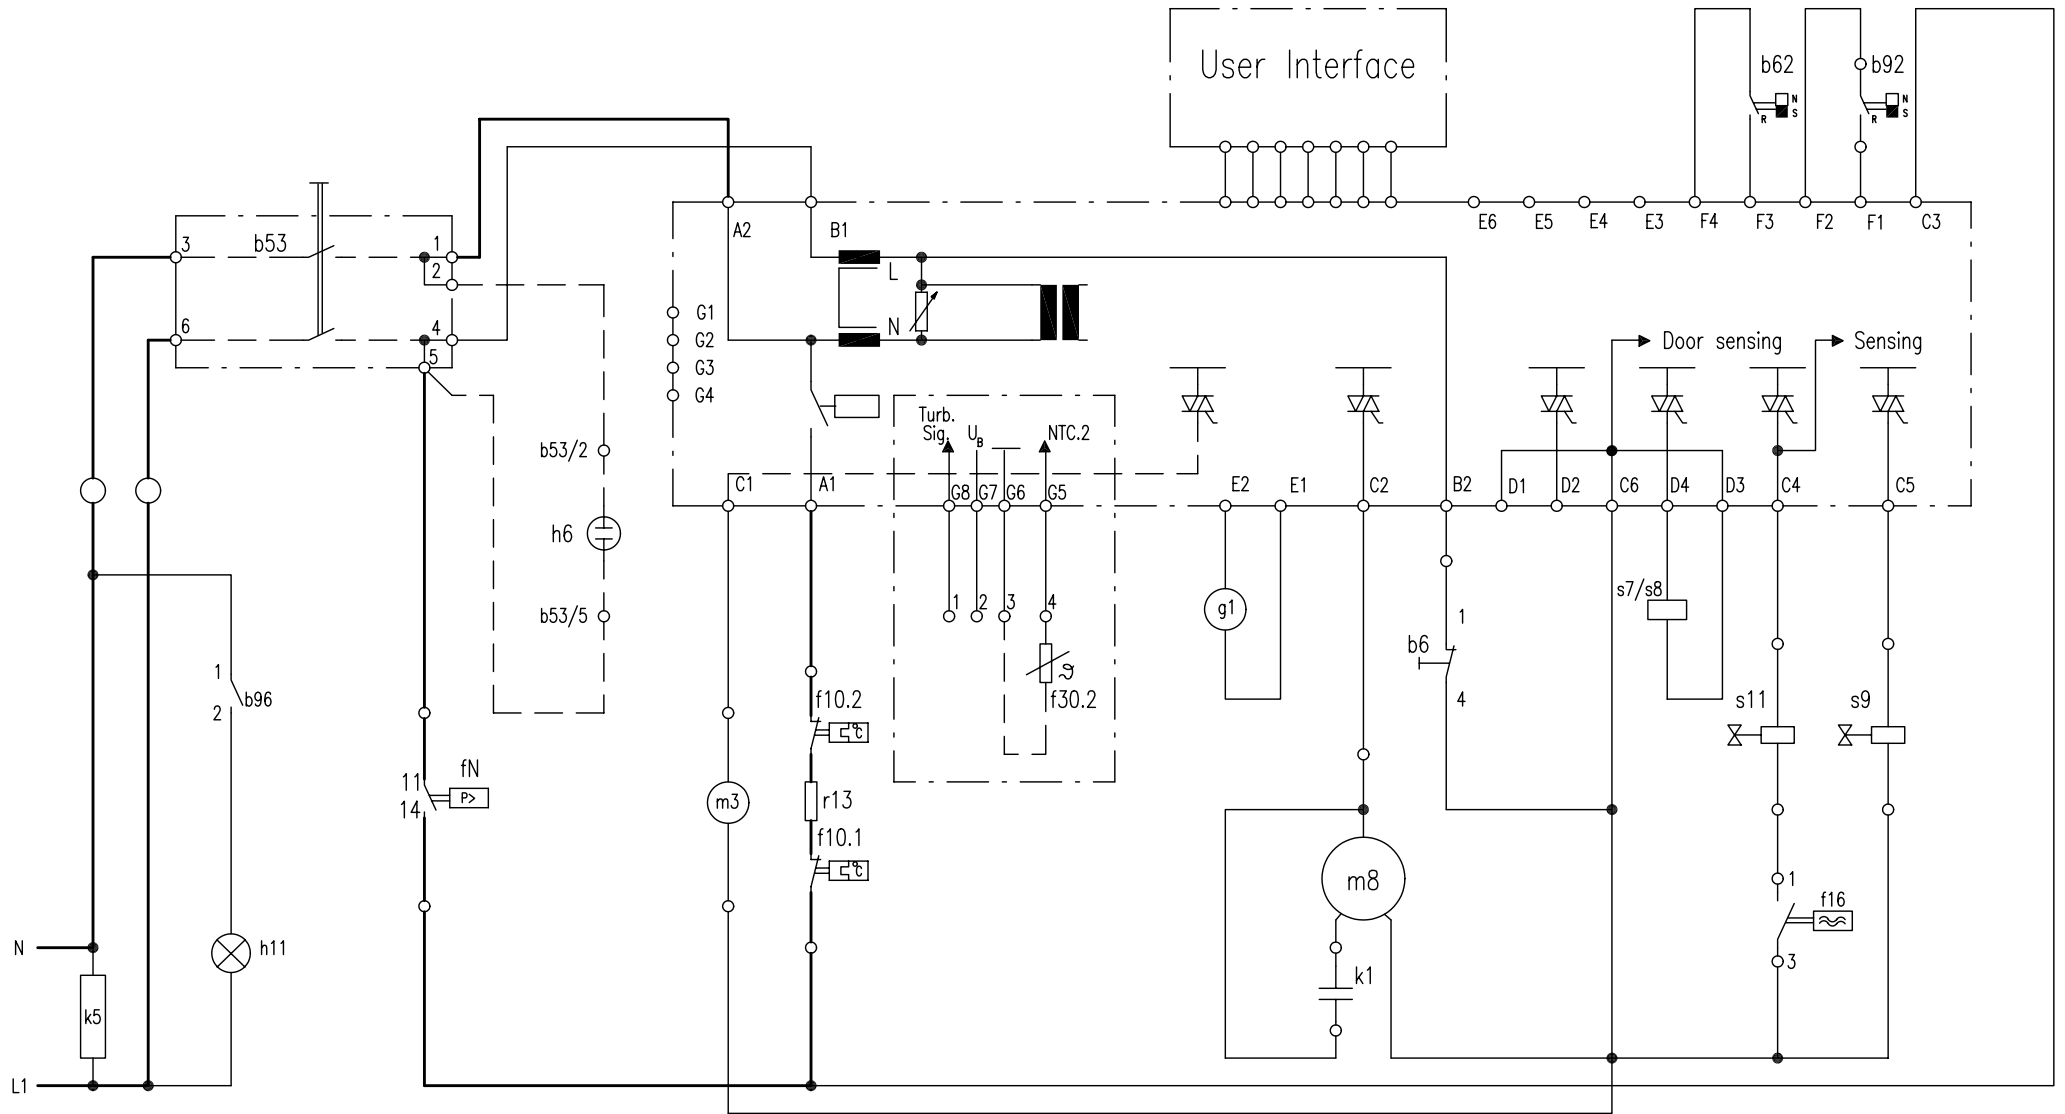 User Interface
b62
N
S
R
b92
N
S
R
E6
E5
E4
E3
F4
F3
F2
F1
C3
A2
B1
3
b53
1
2
L
6
4
N
5
G1
G2
G3
G4
Door sensing
Sensing
Turb.
Sig.
UB
NTC.2
b53/2
C1
A1
G8
G7
G6
G5
E2
E1
C2
B2
D1
D2
C6
D4
D3
C4
C5
h6
b53/5
1
2
3
4
g1
s7/s8
1
b6
4
1
b96
2
f10.2
°C
ϑ
f30.2
s11
s9
11
fN
14
P>
m3
r13
f10.1
°C
m8
1
f16
3
N
h11
k1
k5
L1